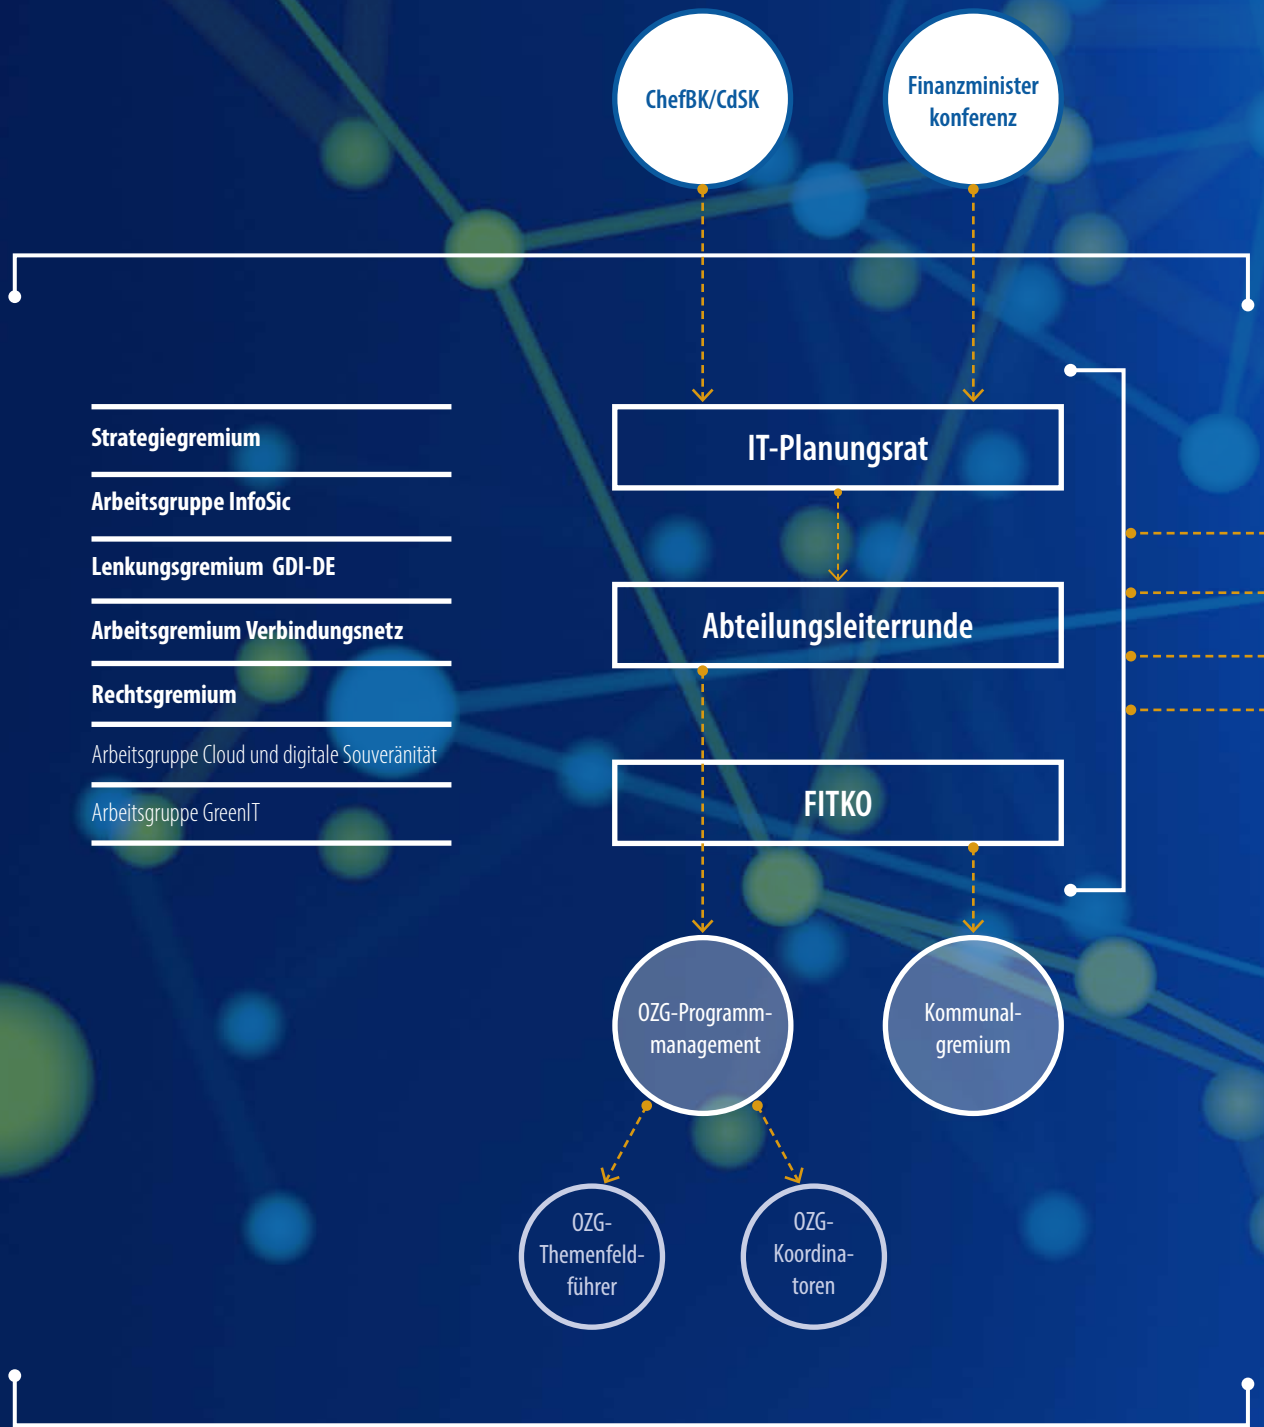 ChefBK/CdSK
Finanzminister
konferenz
Strategiegremium
Arbeitsgruppe InfoSic
Lenkungsgremium GDI-DE
Arbeitsgremium Verbindungsnetz
Rechtsgremium
Arbeitsgruppe Cloud und digitale Souveränität
Arbeitsgruppe GreenIT
IT-Planungsrat
Abteilungsleiterrunde
FITKO
OZG-Programm-
management
Kommunal-
gremium
OZG-
Themenfeld-
führer
OZG-
Koordina-
toren